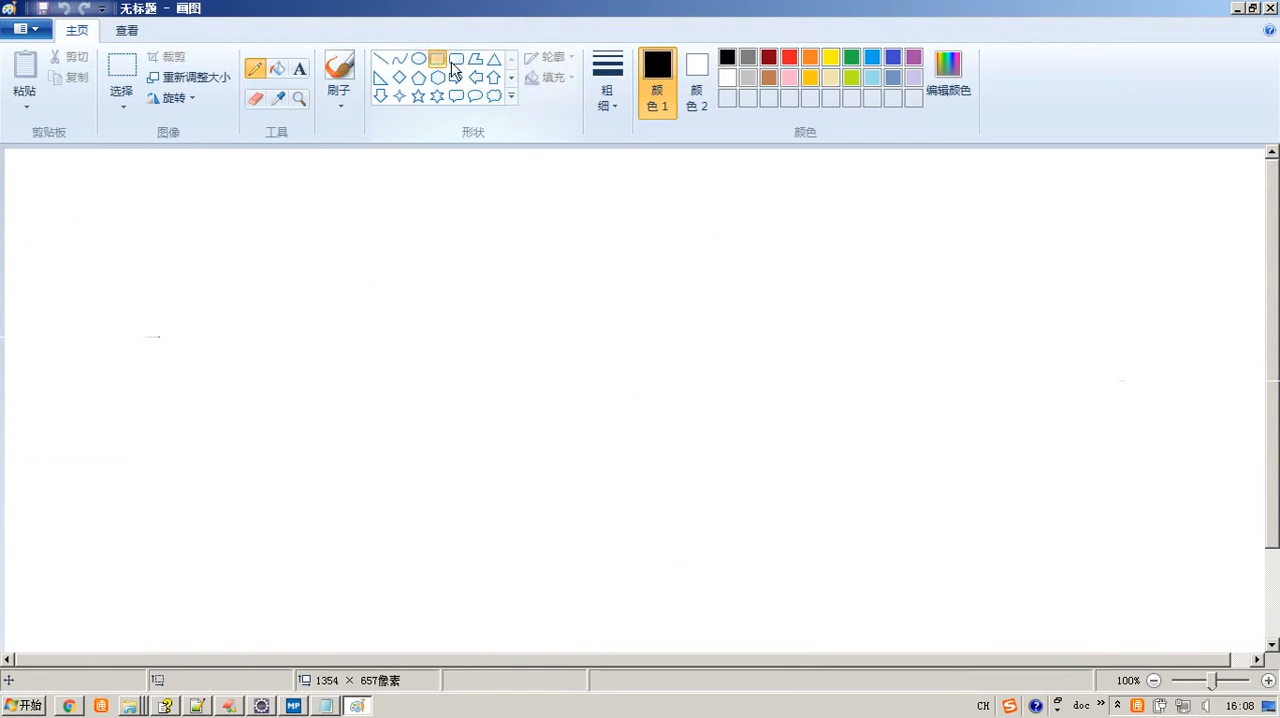 无标题 - 画图
主页 查看
粘贴
剪切
复制
剪贴板
选择
裁剪
重新调整大小
旋转
图像
A
工具
刷子
轮廓
填充
形状
粗
细
颜
色 1
颜
色 2
编辑颜色
颜色
1354 × 657像素
100%
开始
MP
CH
S
doc
16:08